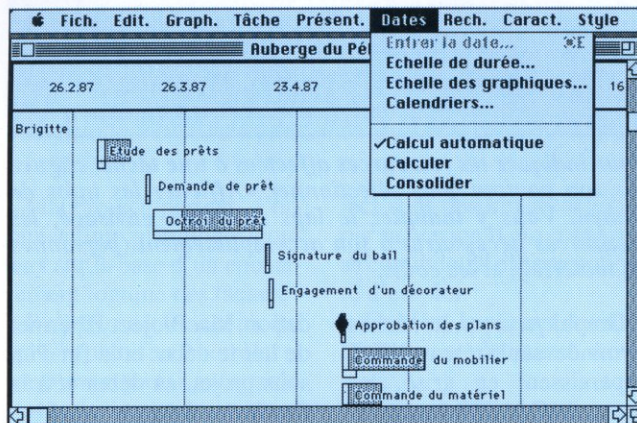 Fich. Edit. Graph. Tâche Présent. Dates Rech. Caract. Style
Auberge du Pél
Entrer la date... ⌘E
Echelle de durée...
Echelle des graphiques...
Calendriers...
✓Calcul automatique
Calculer
Consolider
26.2.87 26.3.87 23.4.87 16
Brigitte
Etude des prêts
Demande de prêt
Octroi du prêt
Signature du bail
Engagement d'un décorateur
Approbation des plans
Commande du mobilier
Commande du matériel